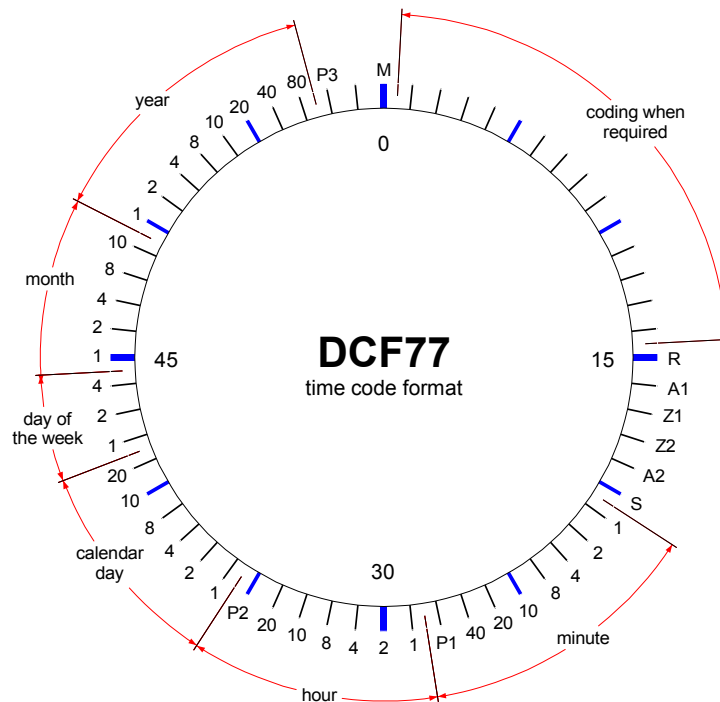 M
0
coding when
required
R
15
A1
Z1
Z2
A2
S
1
2
4
8
10
20
40
P1
minute
1
2
30
4
8
10
20
P2
hour
1
2
4
8
10
20
calendar
day
1
2
4
day of
the week
1
45
2
4
8
10
month
1
2
4
8
10
20
40
80
year
P3
DCF77
time code format